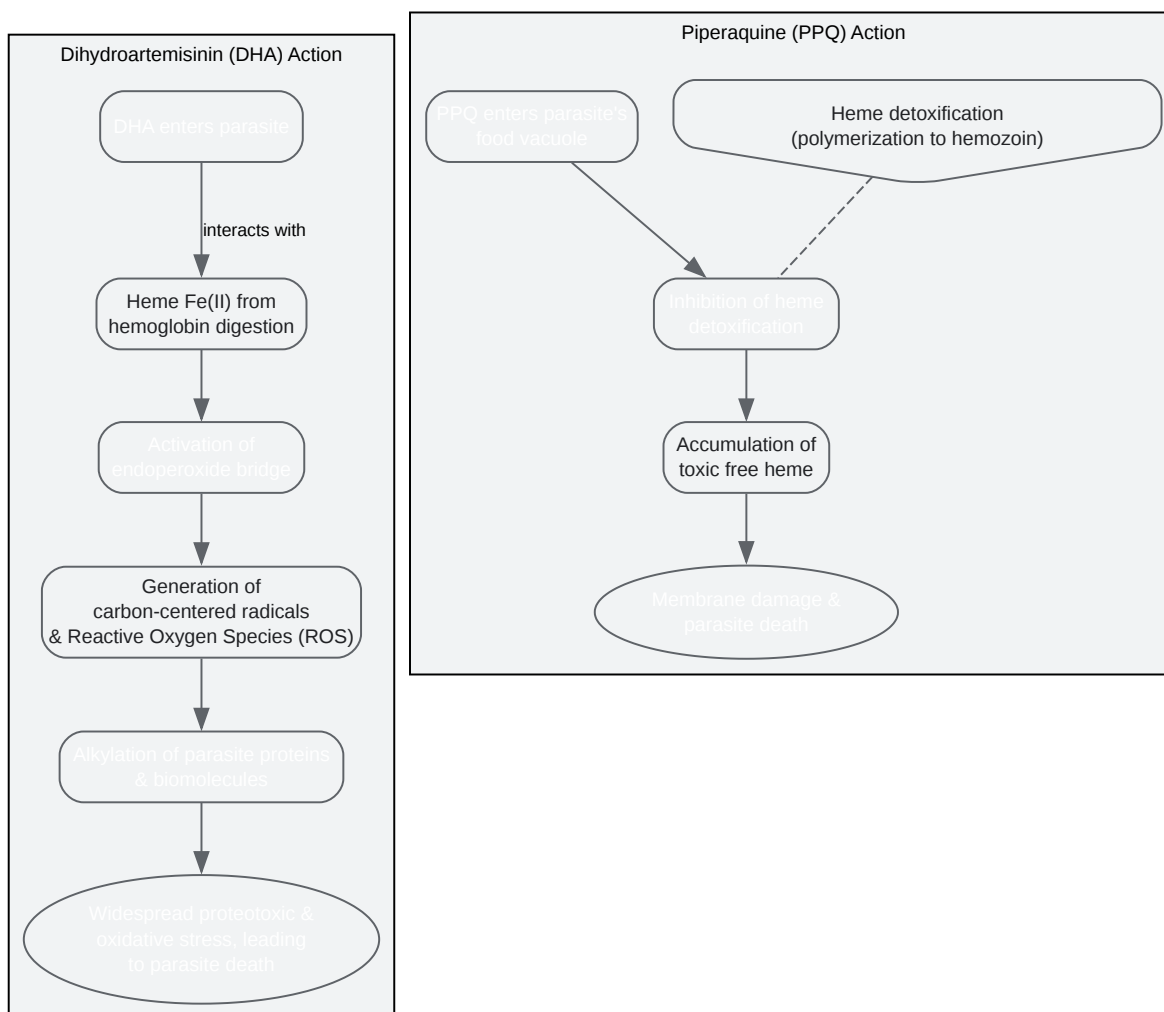 Dihydroartemisinin (DHA) Action
DHA enters parasite
interacts with
Heme Fe(II) from
hemoglobin digestion
Activation of
endoperoxide bridge
Generation of
carbon-centered radicals
& Reactive Oxygen Species (ROS)
Alkylation of parasite proteins
& biomolecules
Widespread proteotoxic &
oxidative stress, leading
to parasite death
Piperaquine (PPQ) Action
PPQ enters parasite's
food vacuole
Heme detoxification
(polymerization to hemozoin)
Inhibition of heme
detoxification
Accumulation of
toxic free heme
Membrane damage &
parasite death